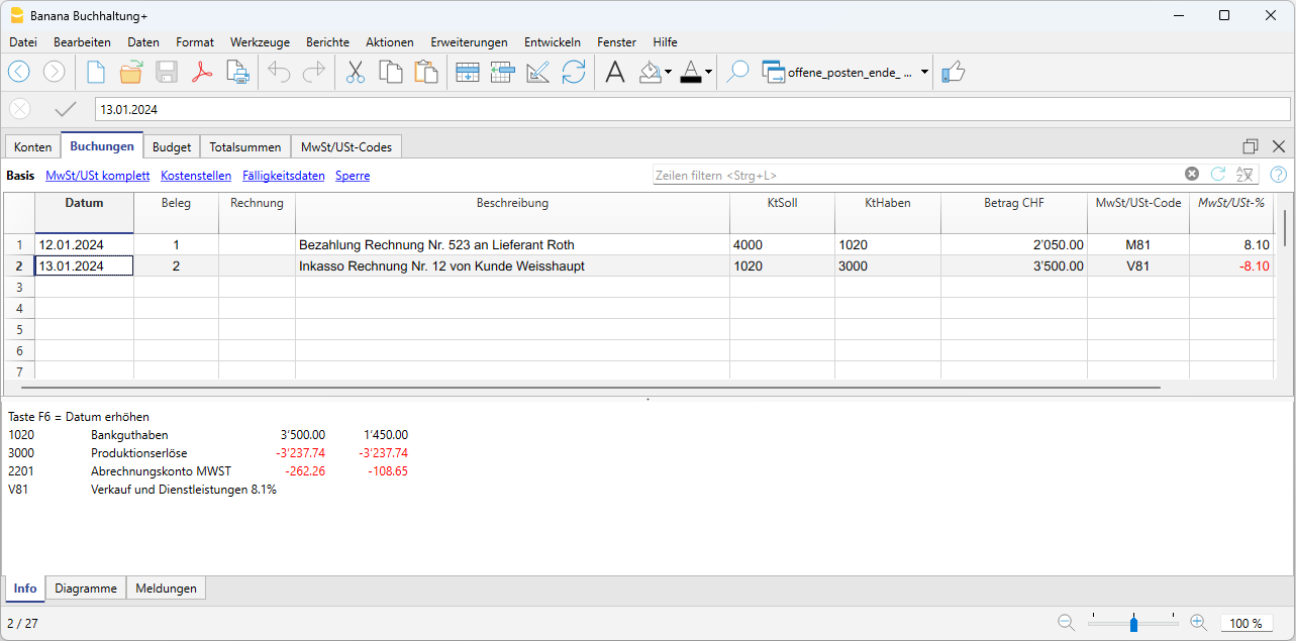 Banana Buchhaltung+
Datei Bearbeiten Daten Format Werkzeuge Berichte Aktionen Erweiterungen Entwickeln Fenster Hilfe
offene_posten_ende_ ...
13.01.2024
Konten Buchungen Budget Totalsummen MwSt/USt-Codes
Basis MwSt/USt komplett Kostenstellen Fälligkeitsdaten Sperre Zeilen filtern <Strg+L>
Datum Beleg Rechnung Beschreibung KtSoll KtHaben Betrag CHF MwSt/USt-Code MwSt/USt-%
1 12.01.2024 1 Bezahlung Rechnung Nr. 523 an Lieferant Roth 4000 1020 2'050.00 M81 8.10
2 13.01.2024 2 Inkasso Rechnung Nr. 12 von Kunde Weisshaupt 1020 3000 3'500.00 V81 -8.10
3
4
5
6
7
Taste F6 = Datum erhöhen
1020 Bankguthaben 3'500.00 1'450.00
3000 Produktionserlöse -3'237.74 -3'237.74
2201 Abrechnungskonto MWST -262.26 -108.65
V81 Verkauf und Dienstleistungen 8.1%
Info Diagramme Meldungen
2 / 27 100 %